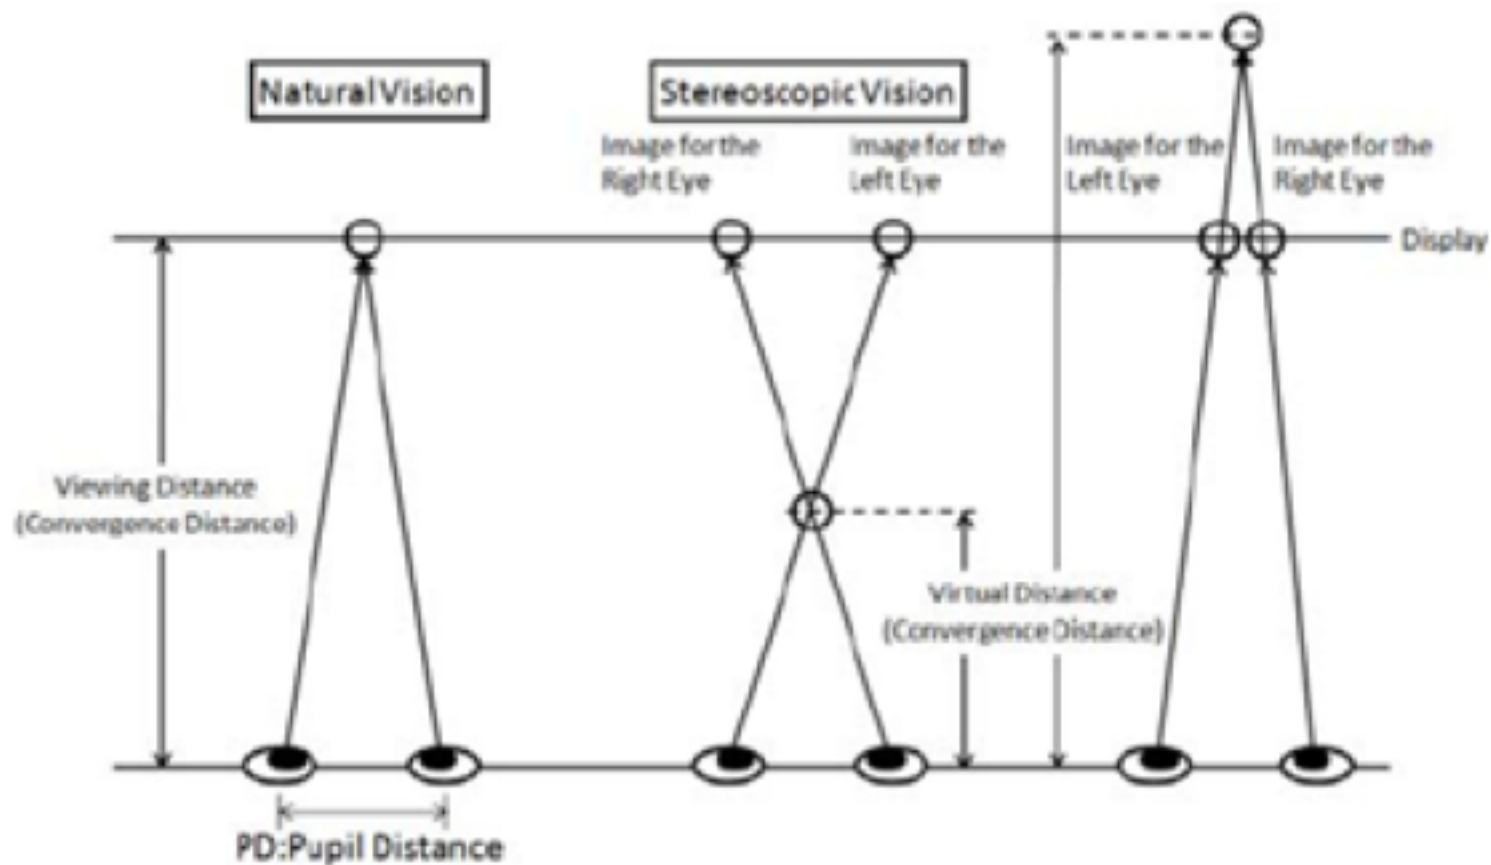 Natural Vision
Stereoscopic Vision
Image for the
Right Eye
Image for the
Left Eye
Image for the
Left Eye
Image for the
Right Eye
Display
Viewing Distance
(Convergence Distance)
Virtual Distance
(Convergence Distance)
PD:Pupil Distance